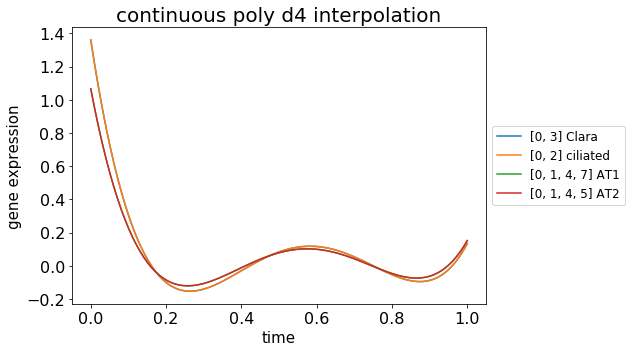 continuous poly d4 interpolation
1.4
1.2
1.0
0.8
0.6
0.4
0.2
0.0
−0.2
gene expression
0.0 0.2 0.4 0.6 0.8 1.0
time
[0, 3] Clara
[0, 2] ciliated
[0, 1, 4, 7] AT1
[0, 1, 4, 5] AT2